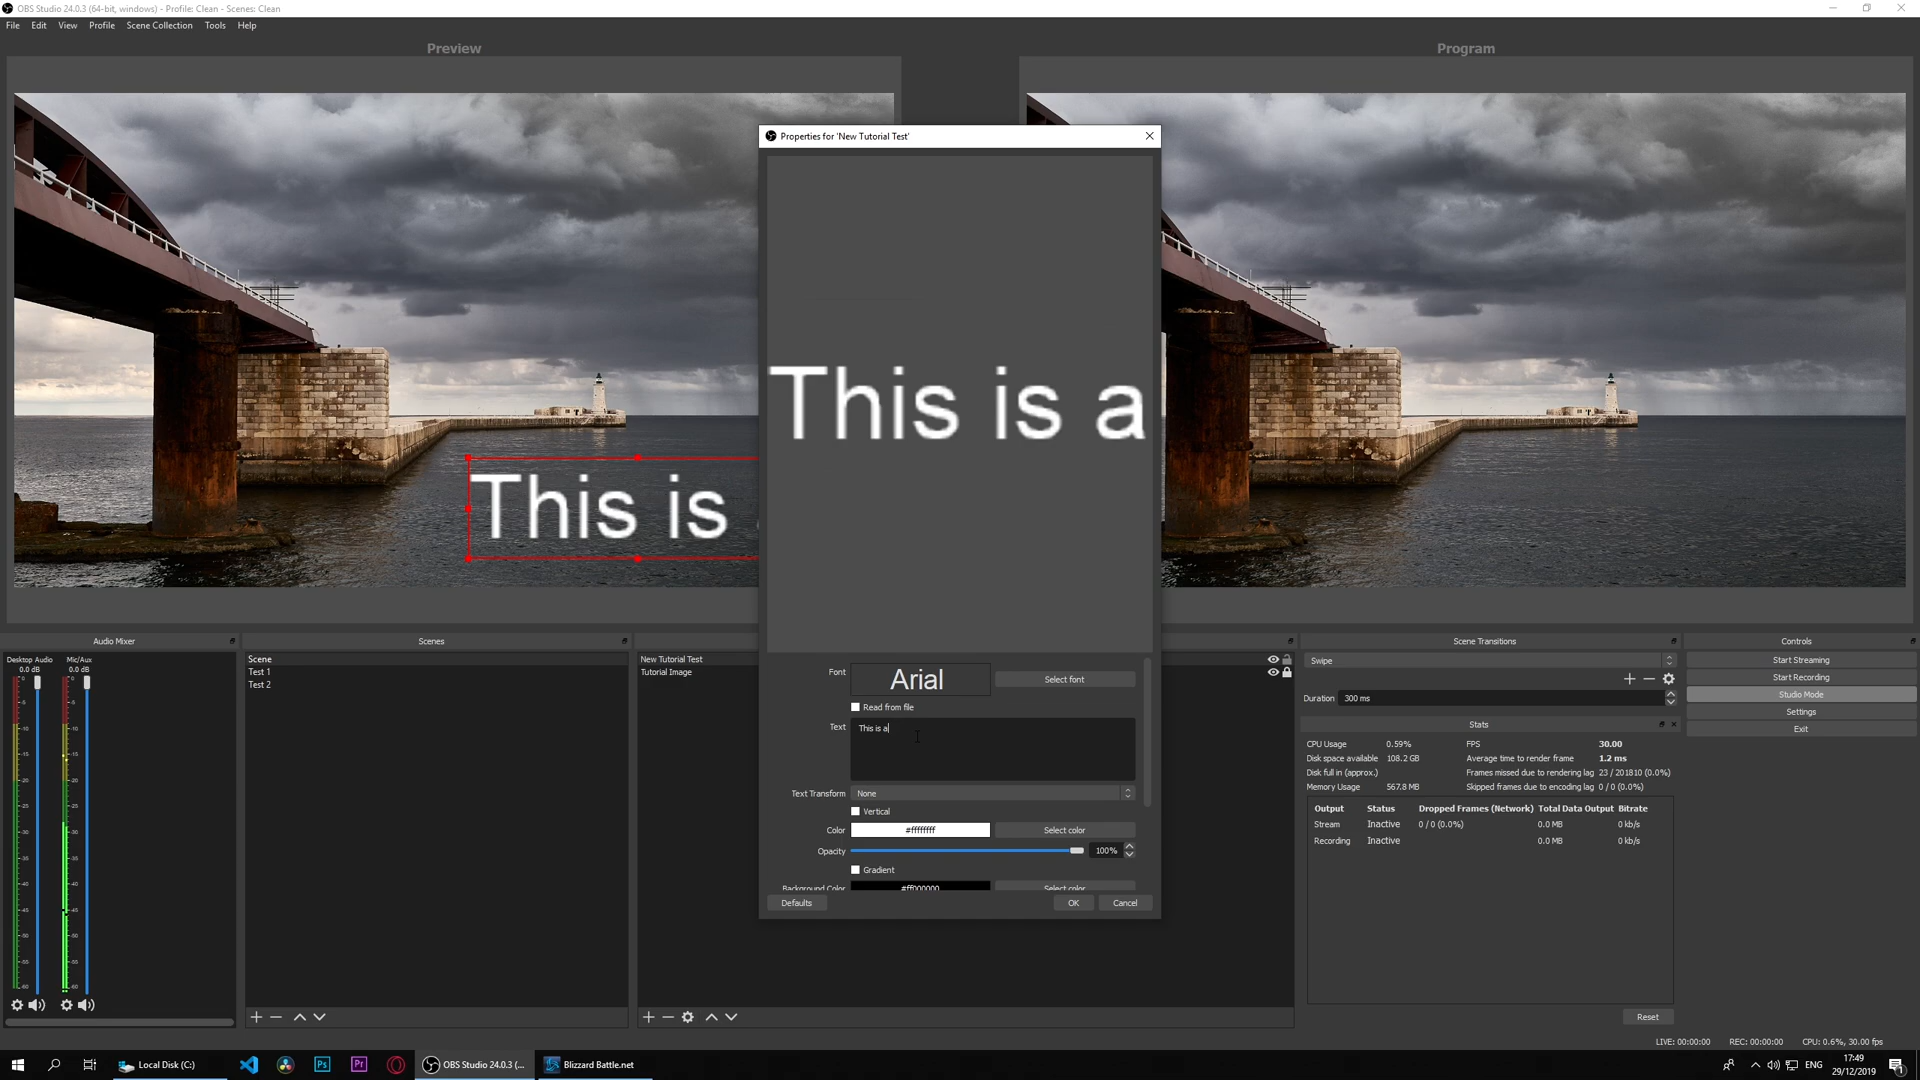 OBS Studio 24.0.3 (64-bit, windows) - Profile: Clean - Scenes: Clean
File Edit View Profile Scene Collection Tools Help
Preview
Program
Properties for 'New Tutorial Test'
This is
This is a
Font
Arial
Select font
Read from file
Text
This is a
Text Transform
None
Vertical
Color
#ffffffff
Select color
Opacity
100%
Gradient
Background Color
#ff000000
Select color
Defaults
OK
Cancel
Audio Mixer
Desktop Audio
0.0 dB
Mic/Aux
0.0 dB
Scenes
Scene
Test 1
Test 2
New Tutorial Test
Tutorial Image
Scene Transitions
Swipe
Duration
300 ms
Stats
CPU Usage 0.59%
Disk space available 108.2 GB
Disk full in (approx.)
Memory Usage 567.8 MB
FPS 30.00
Average time to render frame 1.2 ms
Frames missed due to rendering lag 23 / 201810 (0.0%)
Skipped frames due to encoding lag 0 / 0 (0.0%)
Output Status Dropped Frames (Network) Total Data Output Bitrate
Stream Inactive 0 / 0 (0.0%) 0.0 MB 0 kb/s
Recording Inactive 0.0 MB 0 kb/s
Reset
Controls
Start Streaming
Start Recording
Studio Mode
Settings
Exit
LIVE: 00:00:00 REC: 00:00:00 CPU: 0.6%, 30.00 fps
Local Disk (C:)
Ps
Pr
OBS Studio 24.0.3 (...
Blizzard Battle.net
ENG
17:49
29/12/2019